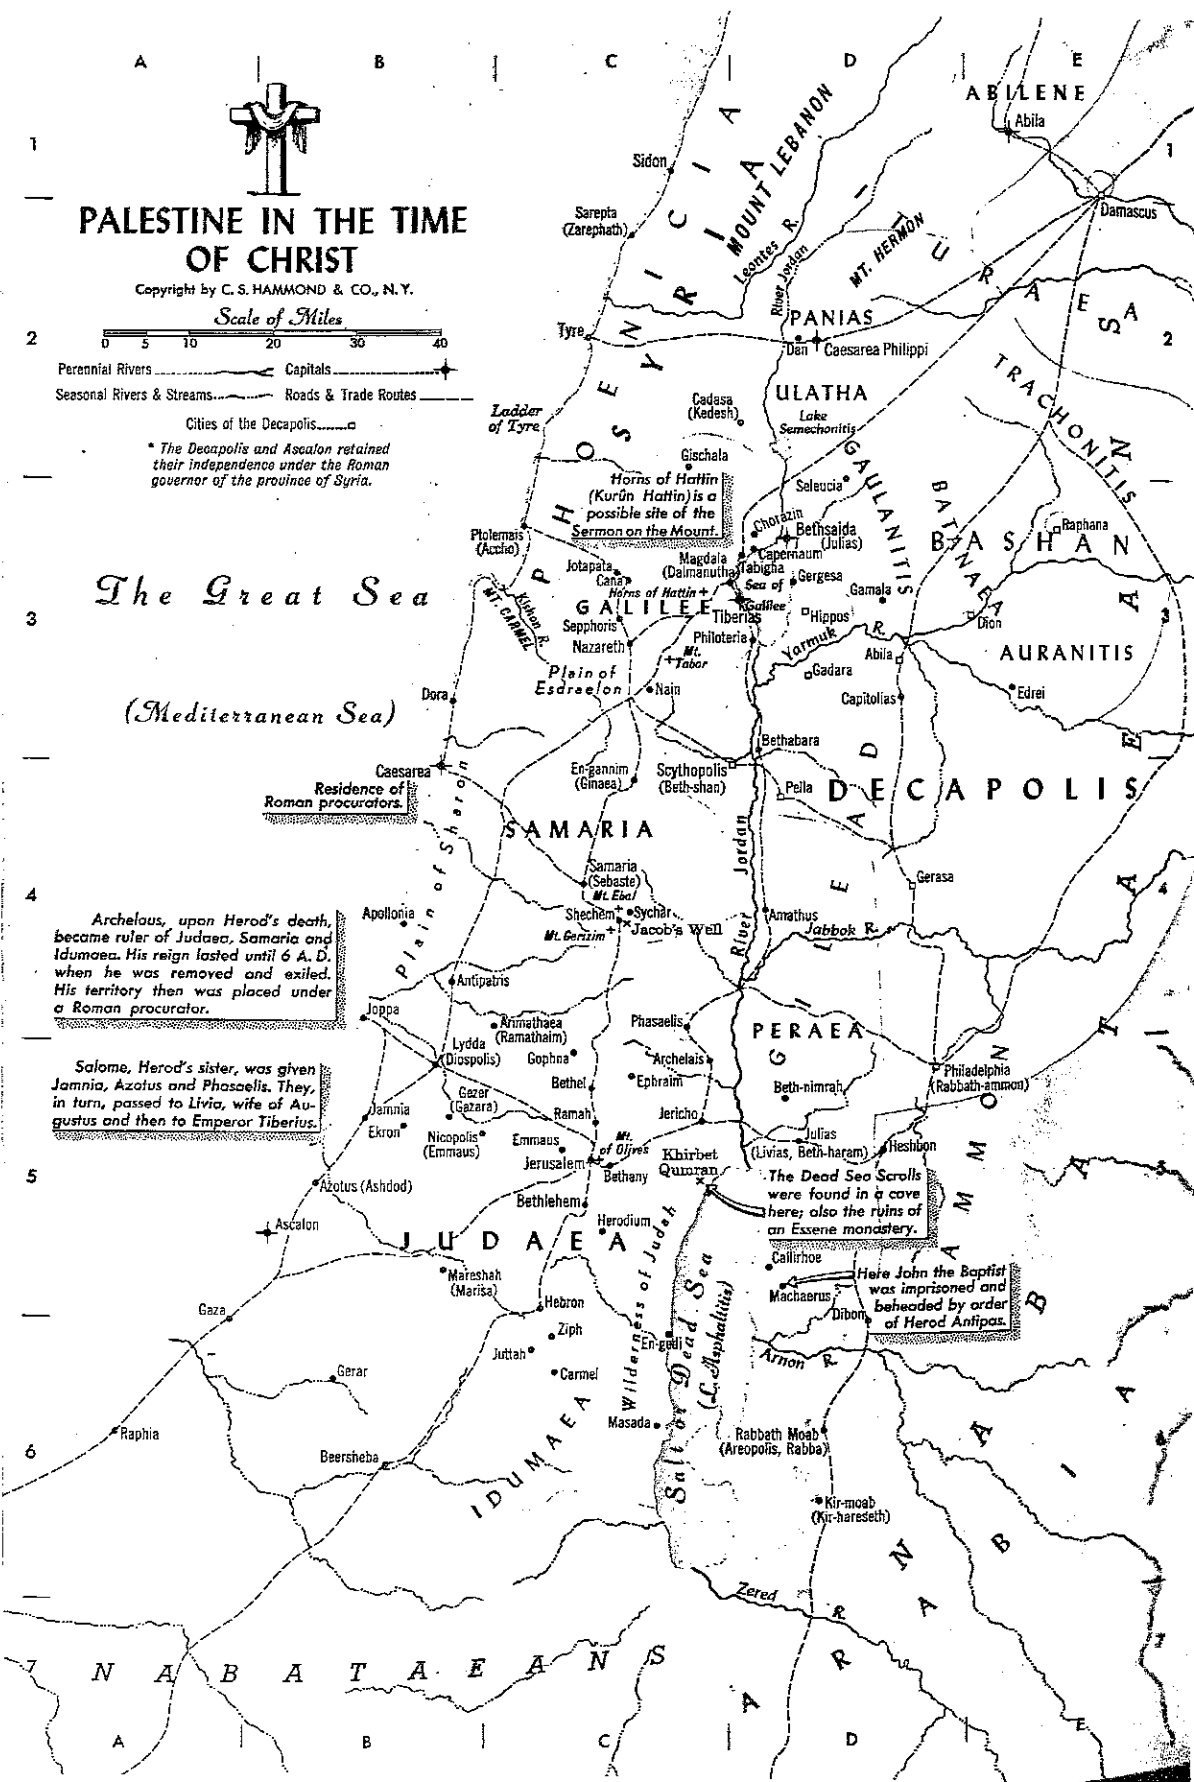 A B C D E
1
ABILENE
Abila
1
MOUNT LEBANON
Sidon
Damascus
PALESTINE IN THE TIME
OF CHRIST
Copyright by C. S. HAMMOND & CO., N. Y.
Scale of Miles
0 5 10 20 30 40
Perennial Rivers
Capitals
Seasonal Rivers & Streams
Roads & Trade Routes
Cities of the Decapolis
* The Decapolis and Ascalon retained
their independence under the Roman
governor of the province of Syria.
Sarepta
(Zarephath)
SYRIA
PHOENICIA
Leontes R.
River Jordan
MT. HERMON
ITURAEA
2
Tyre
PANIAS
Dan
Caesarea Philippi
2
ULATHA
TRACHONITIS
Ladder
of Tyre
Cadasa
(Kedesh)
Lake
Semechonitis
Gischala
GAULANITIS
Seleucia
BATANAEA
Horns of Hattin
(Kurûn Hattin) is a
possible site of the
Sermon on the Mount.
Ptolemais
(Accho)
Chorazin
Bethsaida
(Julias)
Capernaum
BASHAN
Raphana
Magdala
(Dalmanutha)
Tabigha
Jotapata
Cana
Horns of Hattin
Sea of
Galilee
Gergesa
Gamala
The Great Sea
(Mediterranean Sea)
3
3
MT. CARMEL
Kishon R.
GALILEE
Tiberias
Hippos
Dion
Sepphoris
Nazareth
Philoteria
Yarmuk R.
Abila
AURANITIS
Mt.
Tabor
Gadara
Plain of
Esdraelon
Nain
Capitolias
Edrei
Dora
Bethabara
Caesarea
Residence of
Roman procurators.
En-gannim
(Ginaea)
Scythopolis
(Beth-shan)
Pella
DECAPOLIS
GILEAD
SAMARIA
Plain of Sharon
River Jordan
4
4
Samaria
(Sebaste)
Mt. Ebal
Gerasa
Archelaus, upon Herod's death,
became ruler of Judaea, Samaria and
Idumaea. His reign lasted until 6 A. D.
when he was removed and exiled.
His territory then was placed under
a Roman procurator.
Apollonia
Shechem
Sychar
Jacob's Well
Mt. Gerizim
Amathus
Jabbok R.
Antipatris
Joppa
Arimathaea
(Ramathaim)
Phasaelis
PERAEA
Lydda
(Diospolis)
Gophna
Archelais
Philadelphia
(Rabbath-ammon)
Salome, Herod's sister, was given
Jamnia, Azotus and Phasaelis. They,
in turn, passed to Livia, wife of Au-
gustus and then to Emperor Tiberius.
Bethel
Ephraim
Beth-nimrah
AMMON
Gezer
(Gazara)
Jamnia
Ekron
Ramah
Jericho
Nicopolis
(Emmaus)
Emmaus
Mt.
of Olives
Julias
(Livias, Beth-haram)
Heshbon
5
5
Jerusalem
Bethany
Khirbet
Qumran
The Dead Sea Scrolls
were found in a cave
here; also the ruins of
an Essene monastery.
Azotus (Ashdod)
Bethlehem
Ascalon
Herodium
JUDAEA
Wilderness of Judah
Callirhoe
Machaerus
Here John the Baptist
was imprisoned and
beheaded by order
of Herod Antipas.
Mareshah
(Marisa)
Dibon
Gaza
Hebron
Ziph
Juttah
Carmel
En-gedi
Salt or Dead Sea
(L. Asphaltitis)
Arnon R.
Gerar
MOAB
Masada
Rabbath Moab
(Areopolis, Rabba)
Raphia
6
6
Beersheba
IDUMAEA
Kir-moab
(Kir-hareseth)
Zered R.
7
7
NABATAEANS
ARABIA
NABATAEA
A B C D E